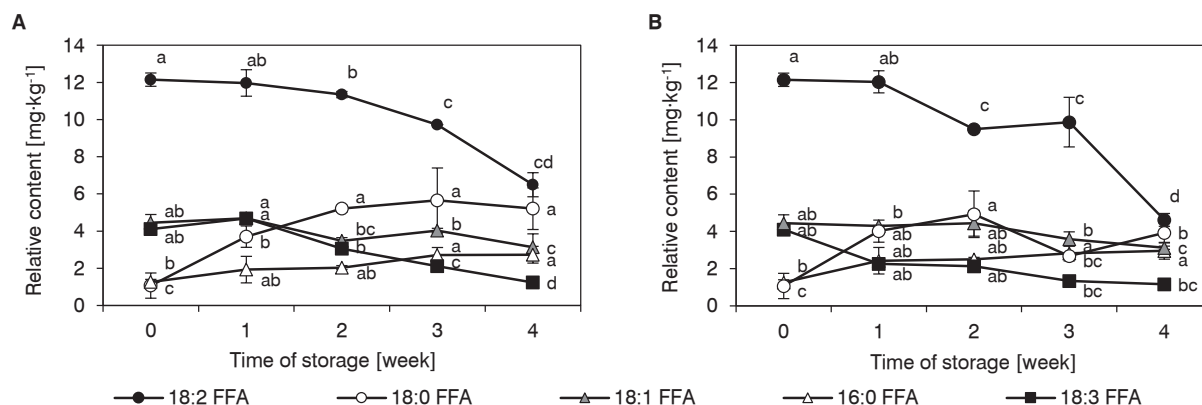 A
Relative content [mg·kg⁻¹]
14
12
10
8
6
4
2
0
a
ab
b
c
cd
ab
ab
b
c
a
a
b
ab
a
bc
b
ab
a
b
a
c
a
c
a
d
0 1 2 3 4
Time of storage [week]
B
Relative content [mg·kg⁻¹]
14
12
10
8
6
4
2
0
a
ab
c
c
d
ab
ab
b
c
b
ab
ab
ab
a
ab
ab
ab
b
a
bc
bc
b
c
a
bc
0 1 2 3 4
Time of storage [week]
18:2 FFA 18:0 FFA 18:1 FFA 16:0 FFA 18:3 FFA